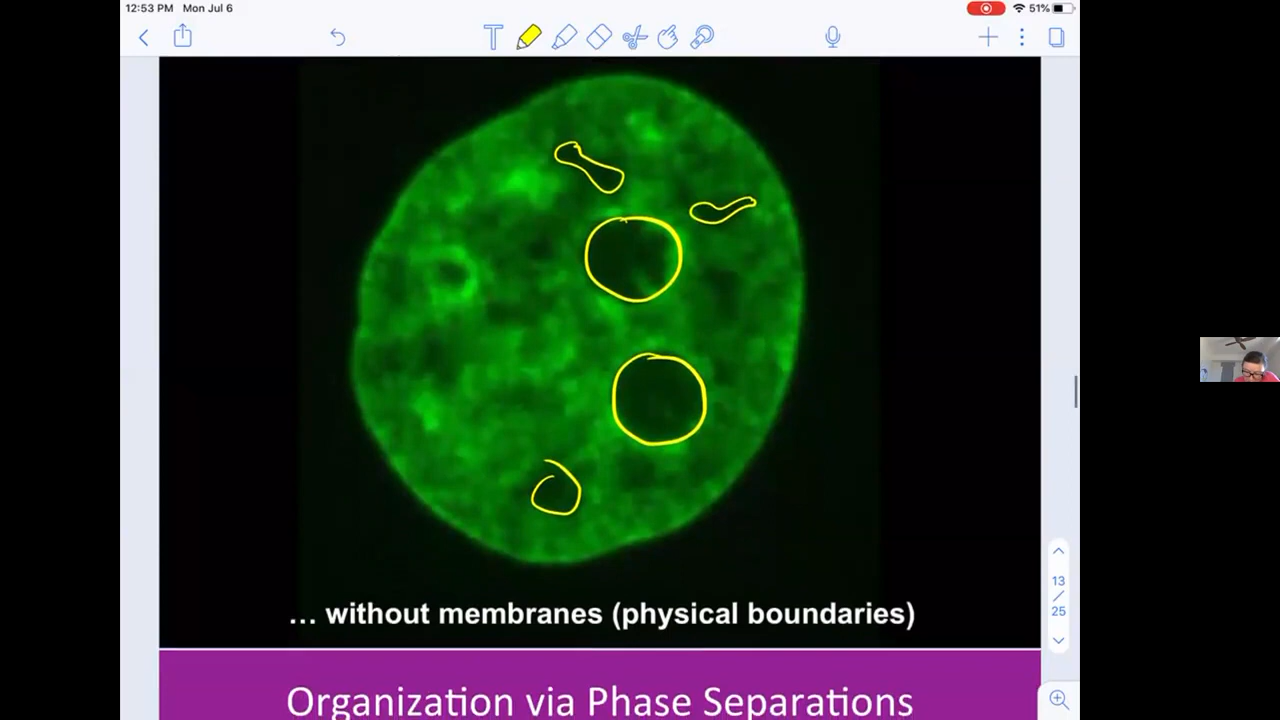 12:53 PM Mon Jul 6
51%
… without membranes (physical boundaries)
13
/
25
Organization via Phase Separations